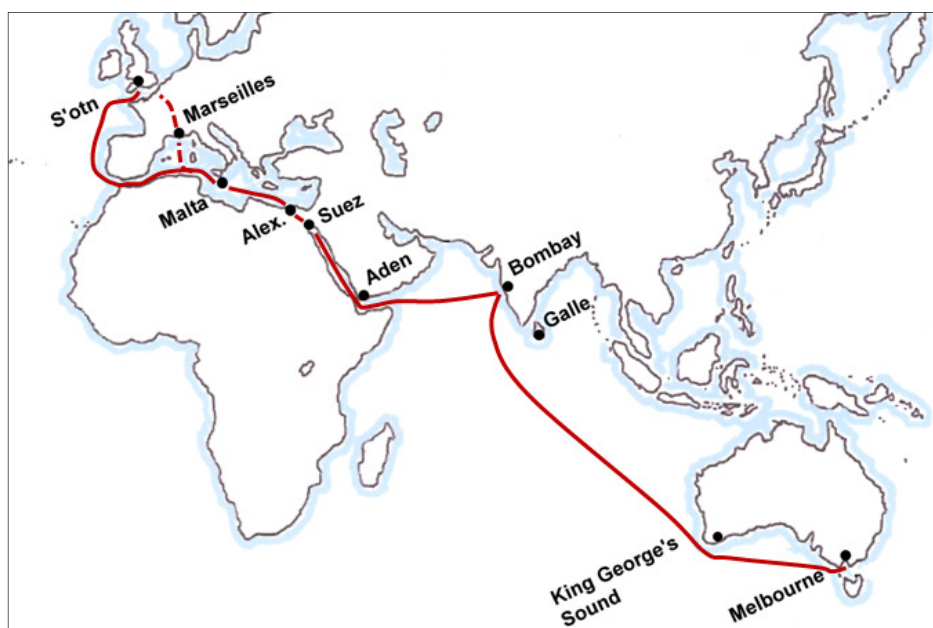 S'otn
Marseilles
Malta
Alex.
Suez
Aden
Bombay
Galle
King George's
Sound
Melbourne